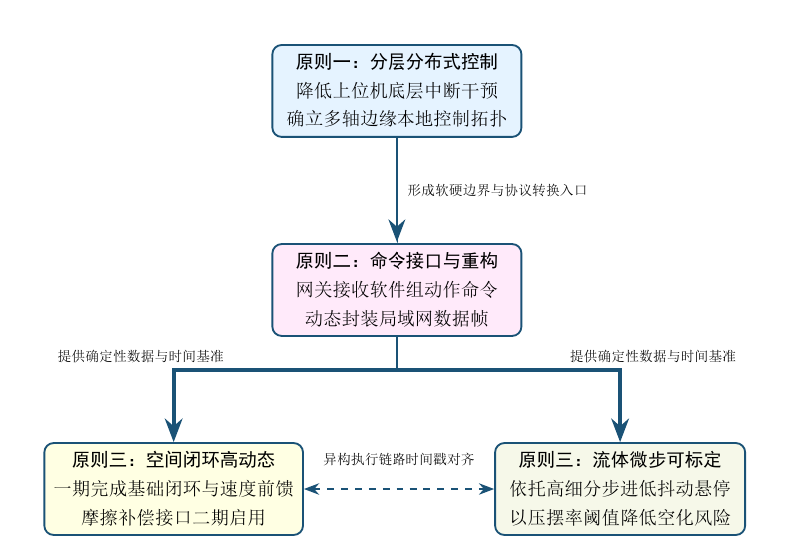 原则一：分层分布式控制
降低上位机底层中断干预
确立多轴边缘本地控制拓扑
形成软硬边界与协议转换入口
原则二：命令接口与重构
网关接收软件组动作命令
动态封装局域网数据帧
提供确定性数据与时间基准
提供确定性数据与时间基准
原则三：空间闭环高动态
一期完成基础闭环与速度前馈
摩擦补偿接口二期启用
异构执行链路时间戳对齐
原则三：流体微步可标定
依托高细分步进低抖动悬停
以压摆率阈值降低空化风险